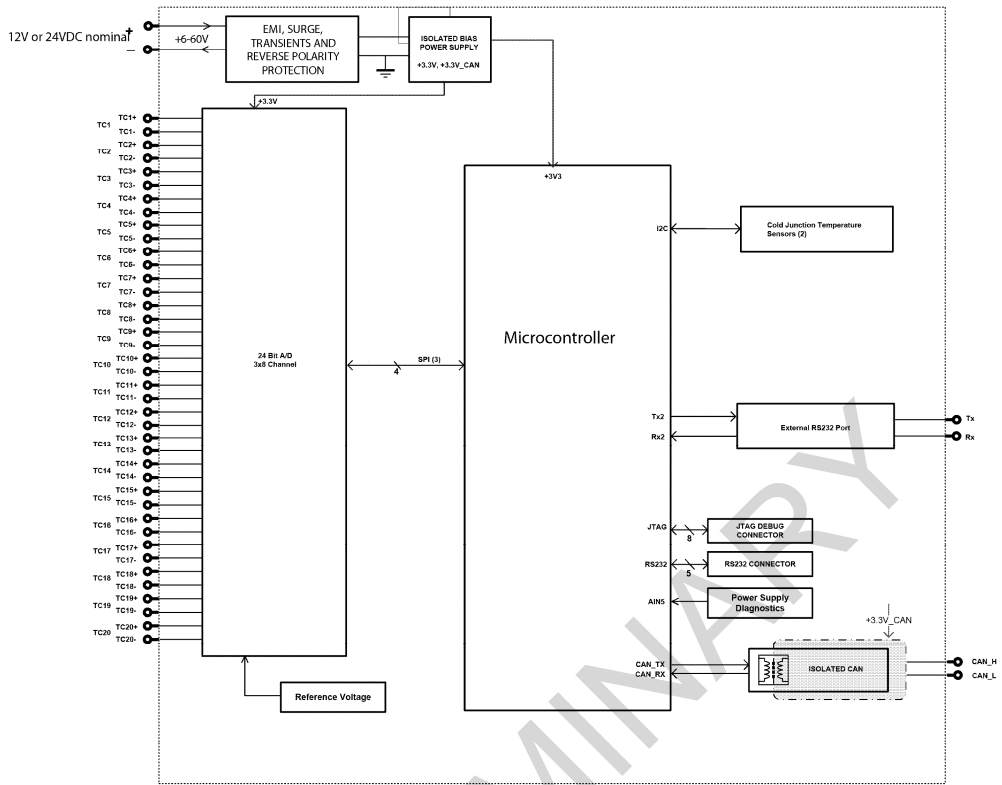 12V or 24VDC nominal
+
−
+6-60V
EMI, SURGE,
TRANSIENTS AND
REVERSE POLARITY
PROTECTION
ISOLATED BIAS
POWER SUPPLY
+3.3V, +3.3V_CAN
+3.3V
TC1
TC1+
TC1-
TC2
TC2+
TC2-
TC3
TC3+
TC3-
TC4
TC4+
TC4-
TC5
TC5+
TC5-
TC6
TC6+
TC6-
TC7
TC7+
TC7-
TC8
TC8+
TC8-
TC9
TC9+
TC9-
TC10
TC10+
TC10-
TC11
TC11+
TC11-
TC12
TC12+
TC12-
TC13
TC13+
TC13-
TC14
TC14+
TC14-
TC15
TC15+
TC15-
TC16
TC16+
TC16-
TC17
TC17+
TC17-
TC18
TC18+
TC18-
TC19
TC19+
TC19-
TC20
TC20+
TC20-
24 Bit A/D
3x8 Channel
SPI (3)
4
Reference Voltage
+3V3
Microcontroller
I2C
Cold Junction Temperature
Sensors (2)
Tx2
Rx2
External RS232 Port
Tx
Rx
JTAG
8
JTAG DEBUG
CONNECTOR
RS232
5
RS232 CONNECTOR
AIN5
Power Supply
Diagnostics
+3.3V_CAN
CAN_TX
CAN_RX
ISOLATED CAN
CAN_H
CAN_L
MINARY